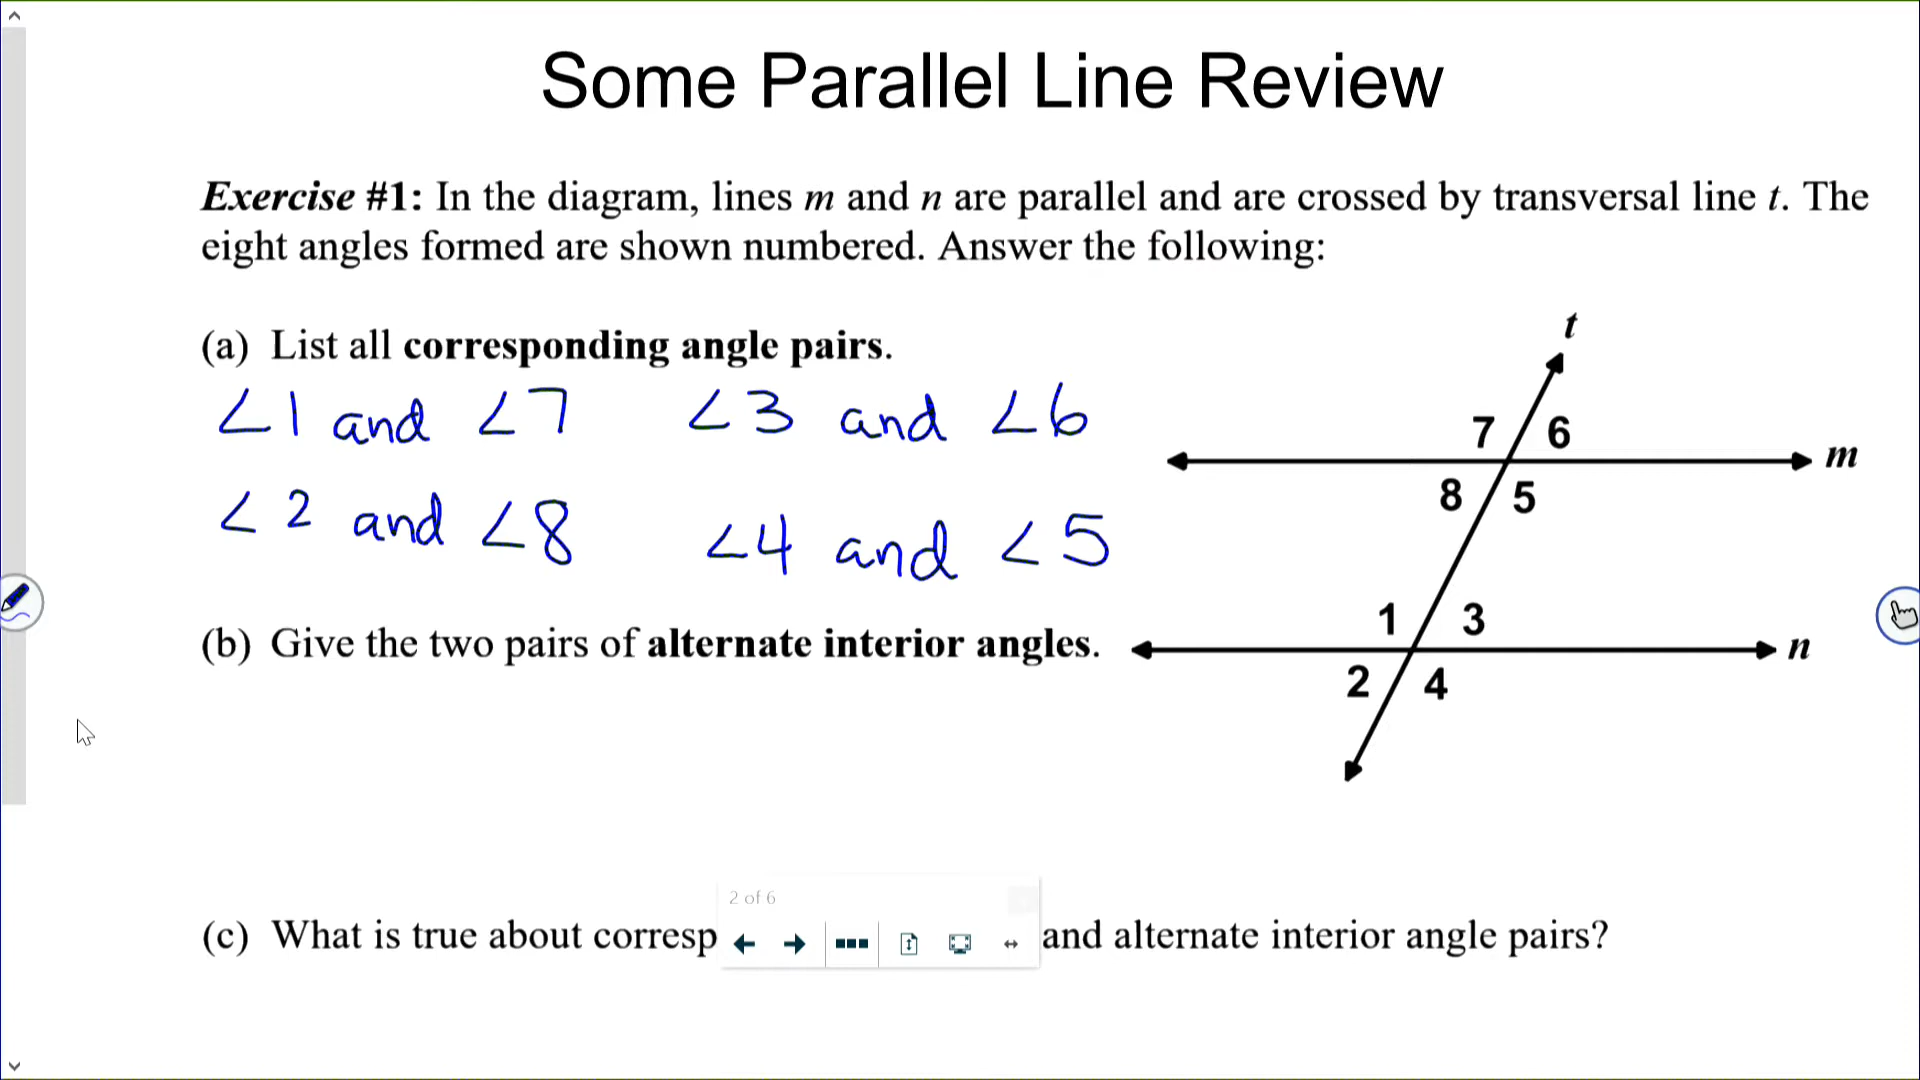 Some Parallel Line Review
Exercise #1: In the diagram, lines m and n are parallel and are crossed by transversal line t. The
eight angles formed are shown numbered. Answer the following:
(a) List all corresponding angle pairs.
∠1 and ∠7 ∠3 and ∠6
∠2 and ∠8 ∠4 and ∠5
t
7 6
m
8 5
1 3
n
2 4
(b) Give the two pairs of alternate interior angles.
2 of 6
(c) What is true about corresp and alternate interior angle pairs?